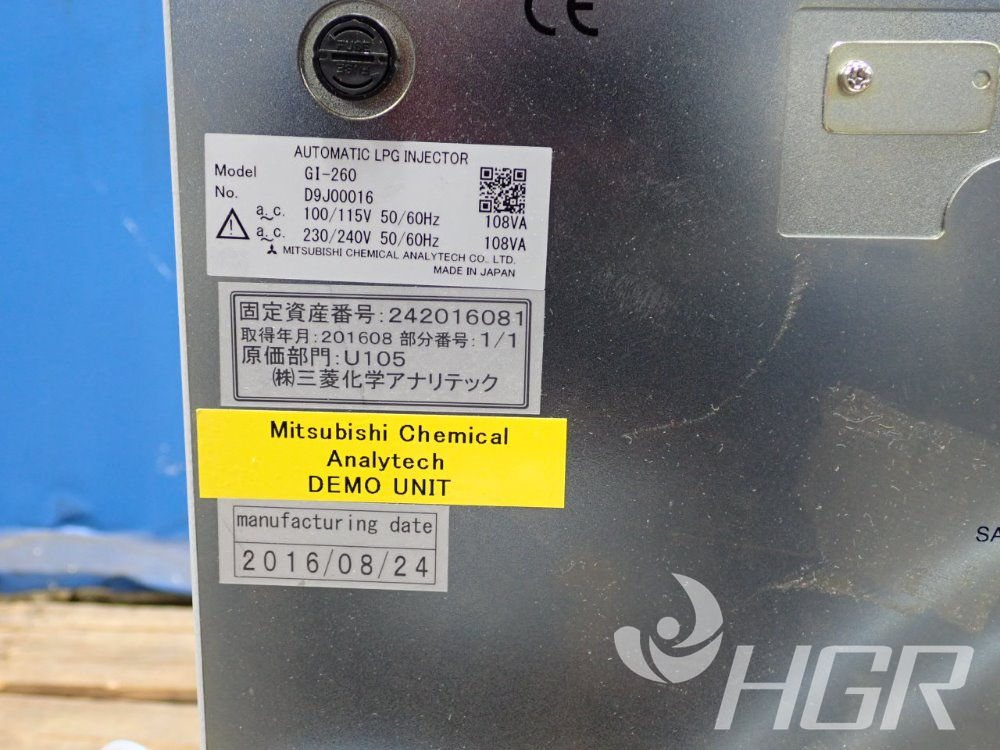 CE
FUSE
AUTOMATIC LPG INJECTOR
Model GI-260
No. D9J00016
a.c. 100/115V 50/60Hz 108VA
a.c. 230/240V 50/60Hz 108VA
MITSUBISHI CHEMICAL ANALYTECH CO., LTD.
MADE IN JAPAN
固定資産番号:242016081
取得年月:201608 部分番号:1/1
原価部門:U105
㈱三菱化学アナリテック
Mitsubishi Chemical
Analytech
DEMO UNIT
manufacturing date
2016/08/24
SA
HGR